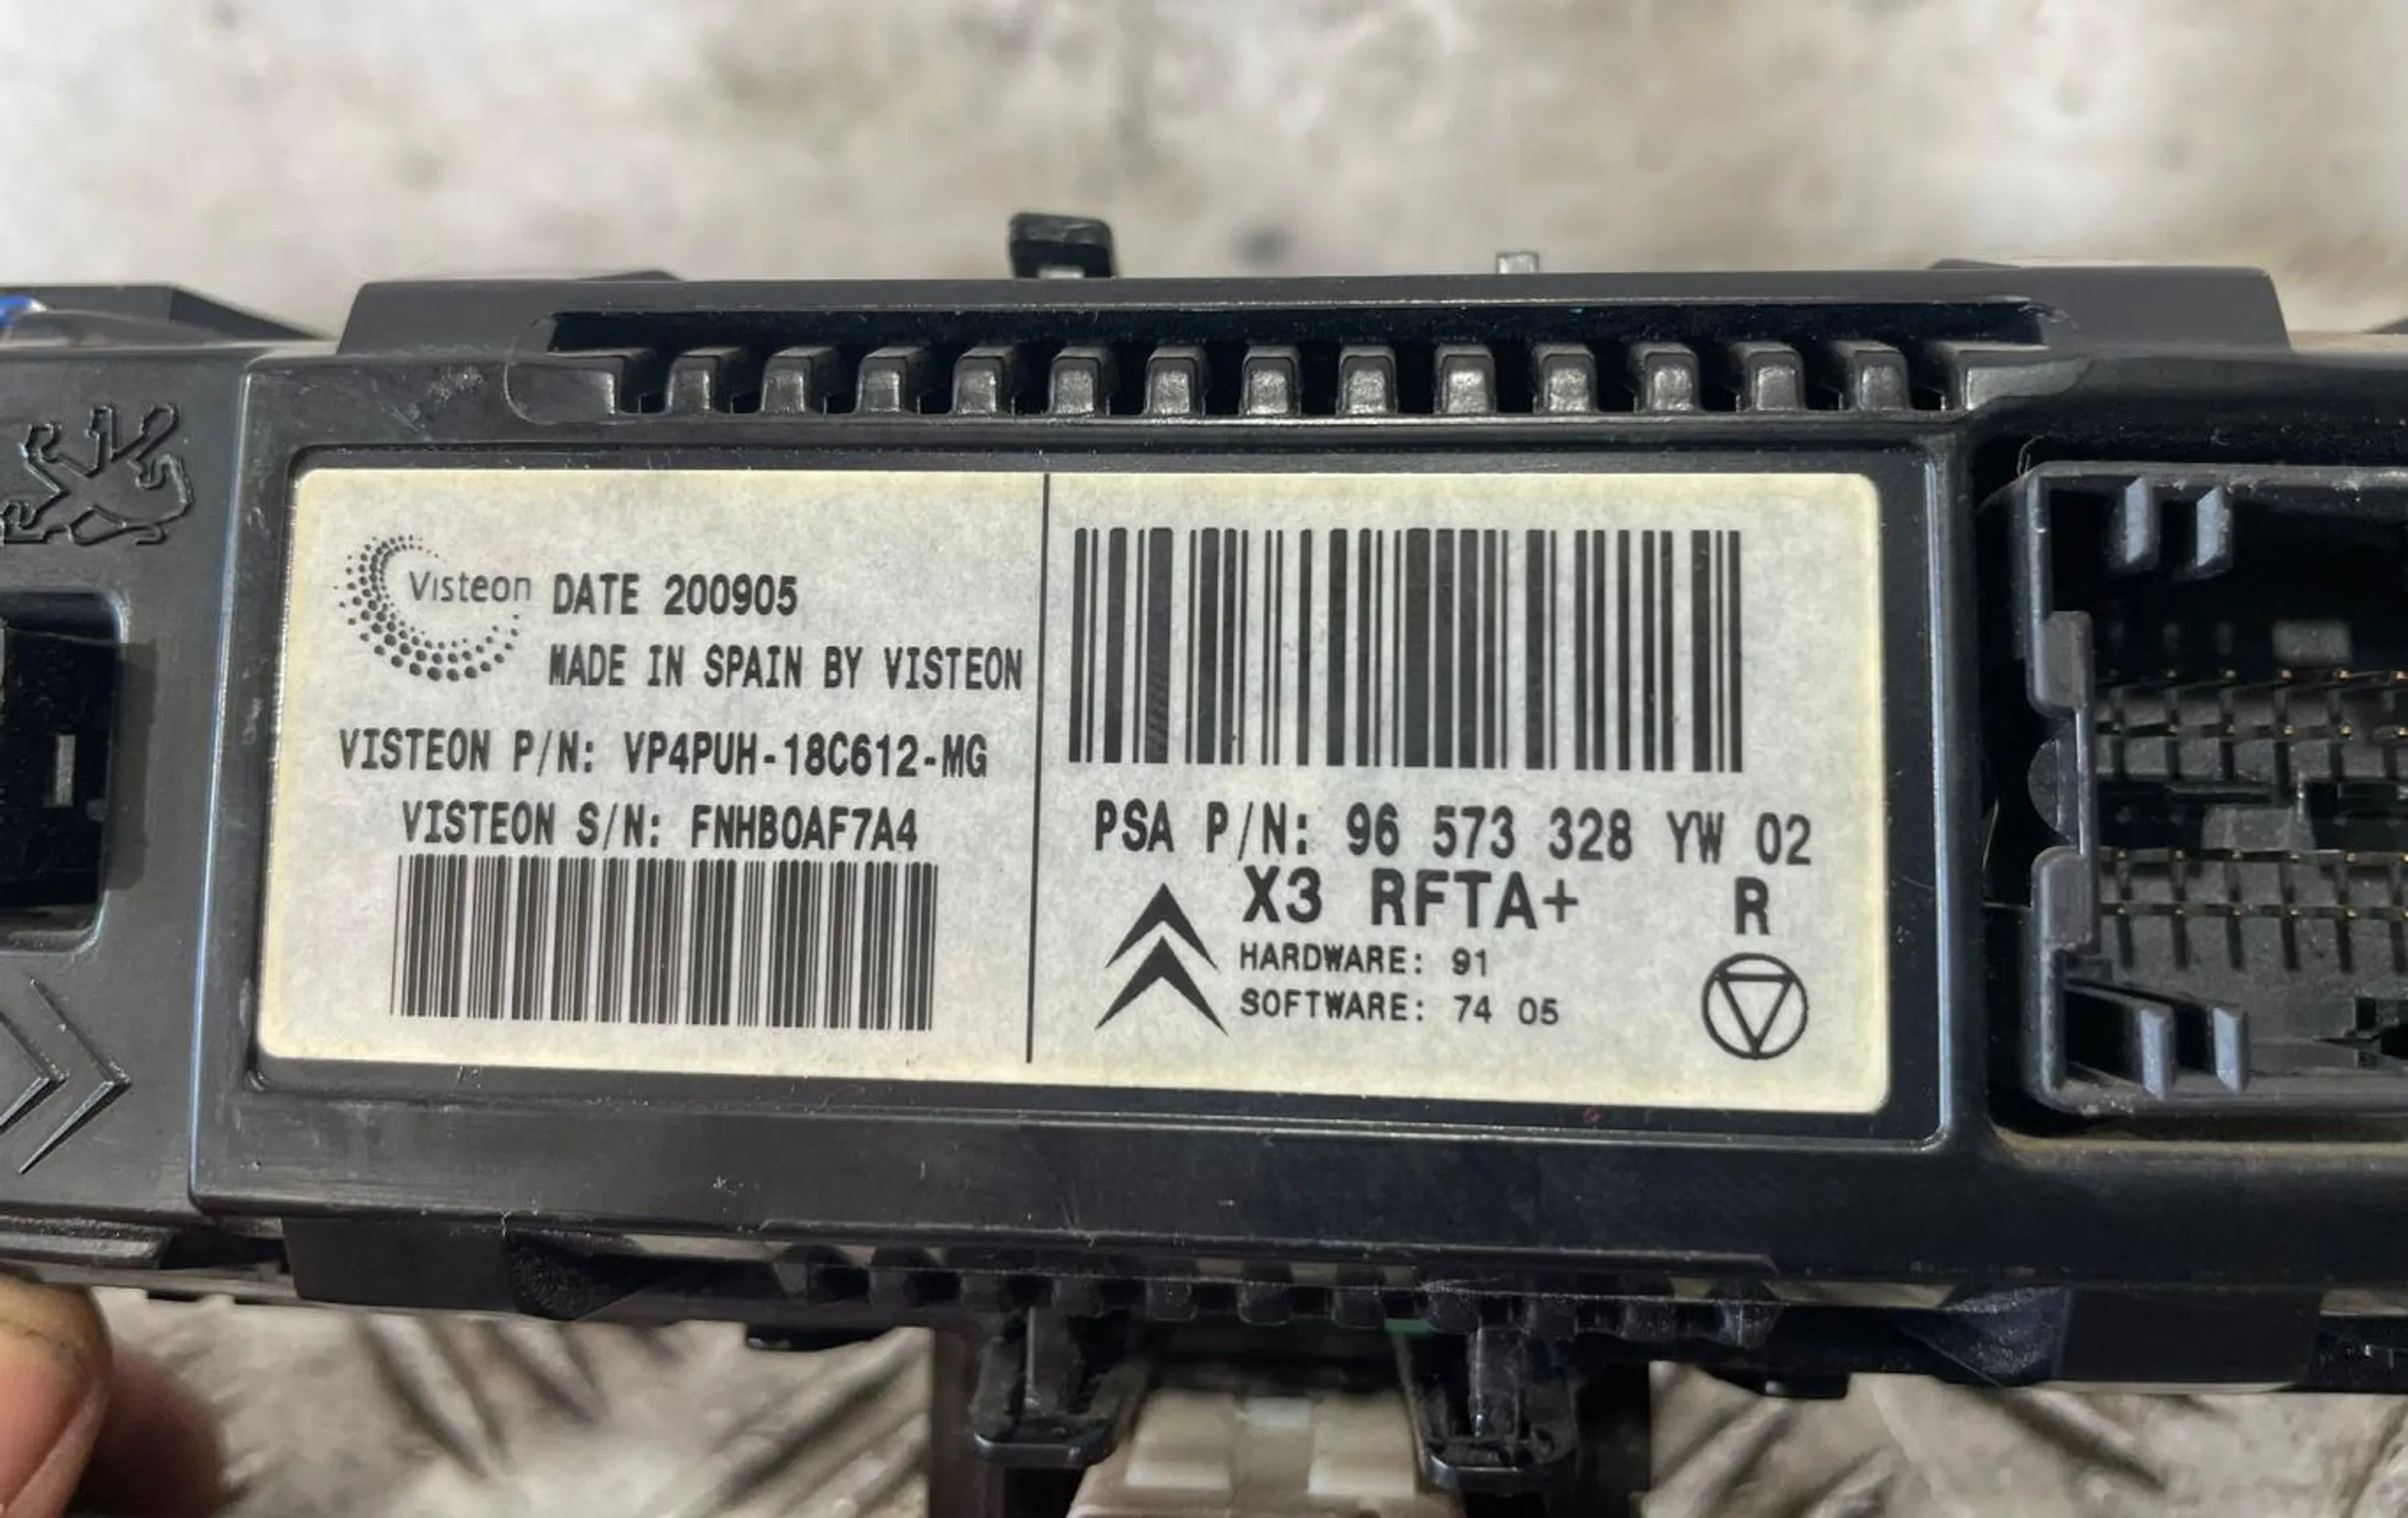 Visteon DATE 200905
MADE IN SPAIN BY VISTEON
VISTEON P/N: VP4PUH-18C612-MG
VISTEON S/N: FNHB0AF7A4
PSA P/N: 96 573 328 YW 02
X3 RFTA+ R
HARDWARE: 91
SOFTWARE: 74 05